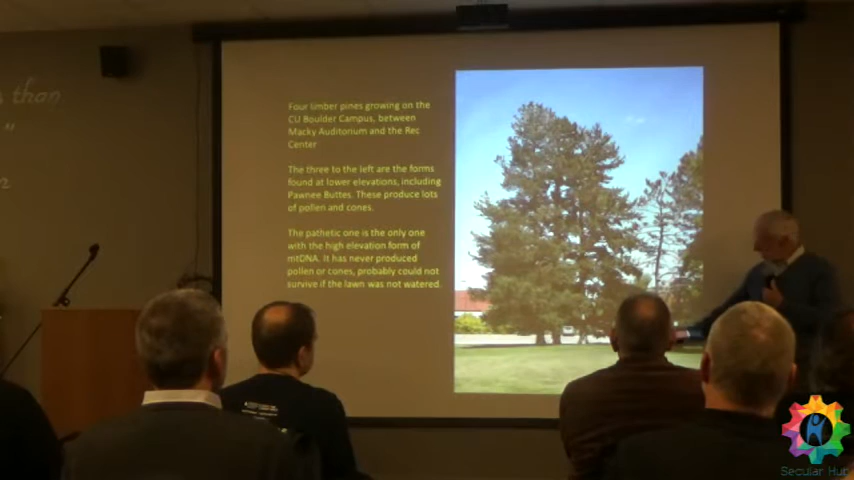 s than
"
Four limber pines growing on the
CU Boulder Campus, between
Macky Auditorium and the Rec
Center
The three to the left are the forms
found at lower elevations, including
Pawnee Buttes. These produce lots
of pollen and cones.
The pathetic one is the only one
with the high elevation form of
mtDNA. It has never produced
pollen or cones, probably could not
survive if the lawn was not watered.
Secular Hub